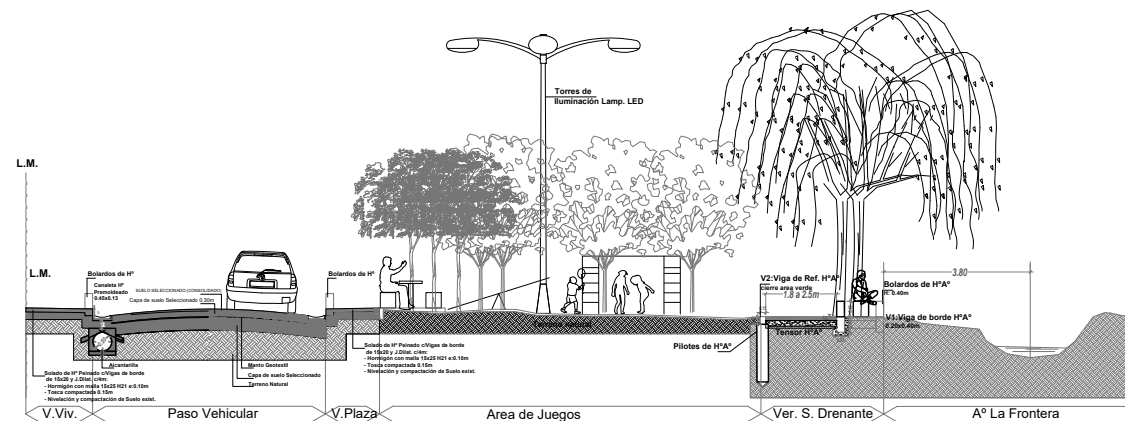 Torres de
Iluminación Lamp. LED
L.M.
L.M.
Bolardos de Hº
Canaleta Hº
Premoldeado
0.45x0.13
SUELO SELECCIONADO (CONSOLIDADO)
Capa de suelo Seleccionado 0.30m
Bolardos de Hº
V2:Viga de Ref. HºAº
cierre area verde
1.8 a 2.5m
3.80
Bolardos de HºAº
H: 0.40m
V1:Viga de borde HºAº
0.20x0.40m
Terreno natural
Tensor HºAº
Pilotes de HºAº
Alcantarilla
Solado de Hº Peinado c/Vigas de borde
de 15x20 y J.Dilat. c/4m:
- Hormigón con malla 15x25 H21 e:0.10m
- Tosca compactada 0.15m
- Nivelación y compactación de Suelo exist.
Manto Geotextil
Capa de suelo Seleccionado
Terreno Natural
Solado de Hº Peinado c/Vigas de borde
de 15x20 y J.Dilat. c/4m:
- Hormigón con malla 15x25 H21 e:0.10m
- Tosca compactada 0.15m
- Nivelación y compactación de Suelo exist.
V.Viv.
Paso Vehicular
V.Plaza
Area de Juegos
Ver. S. Drenante
Aº La Frontera